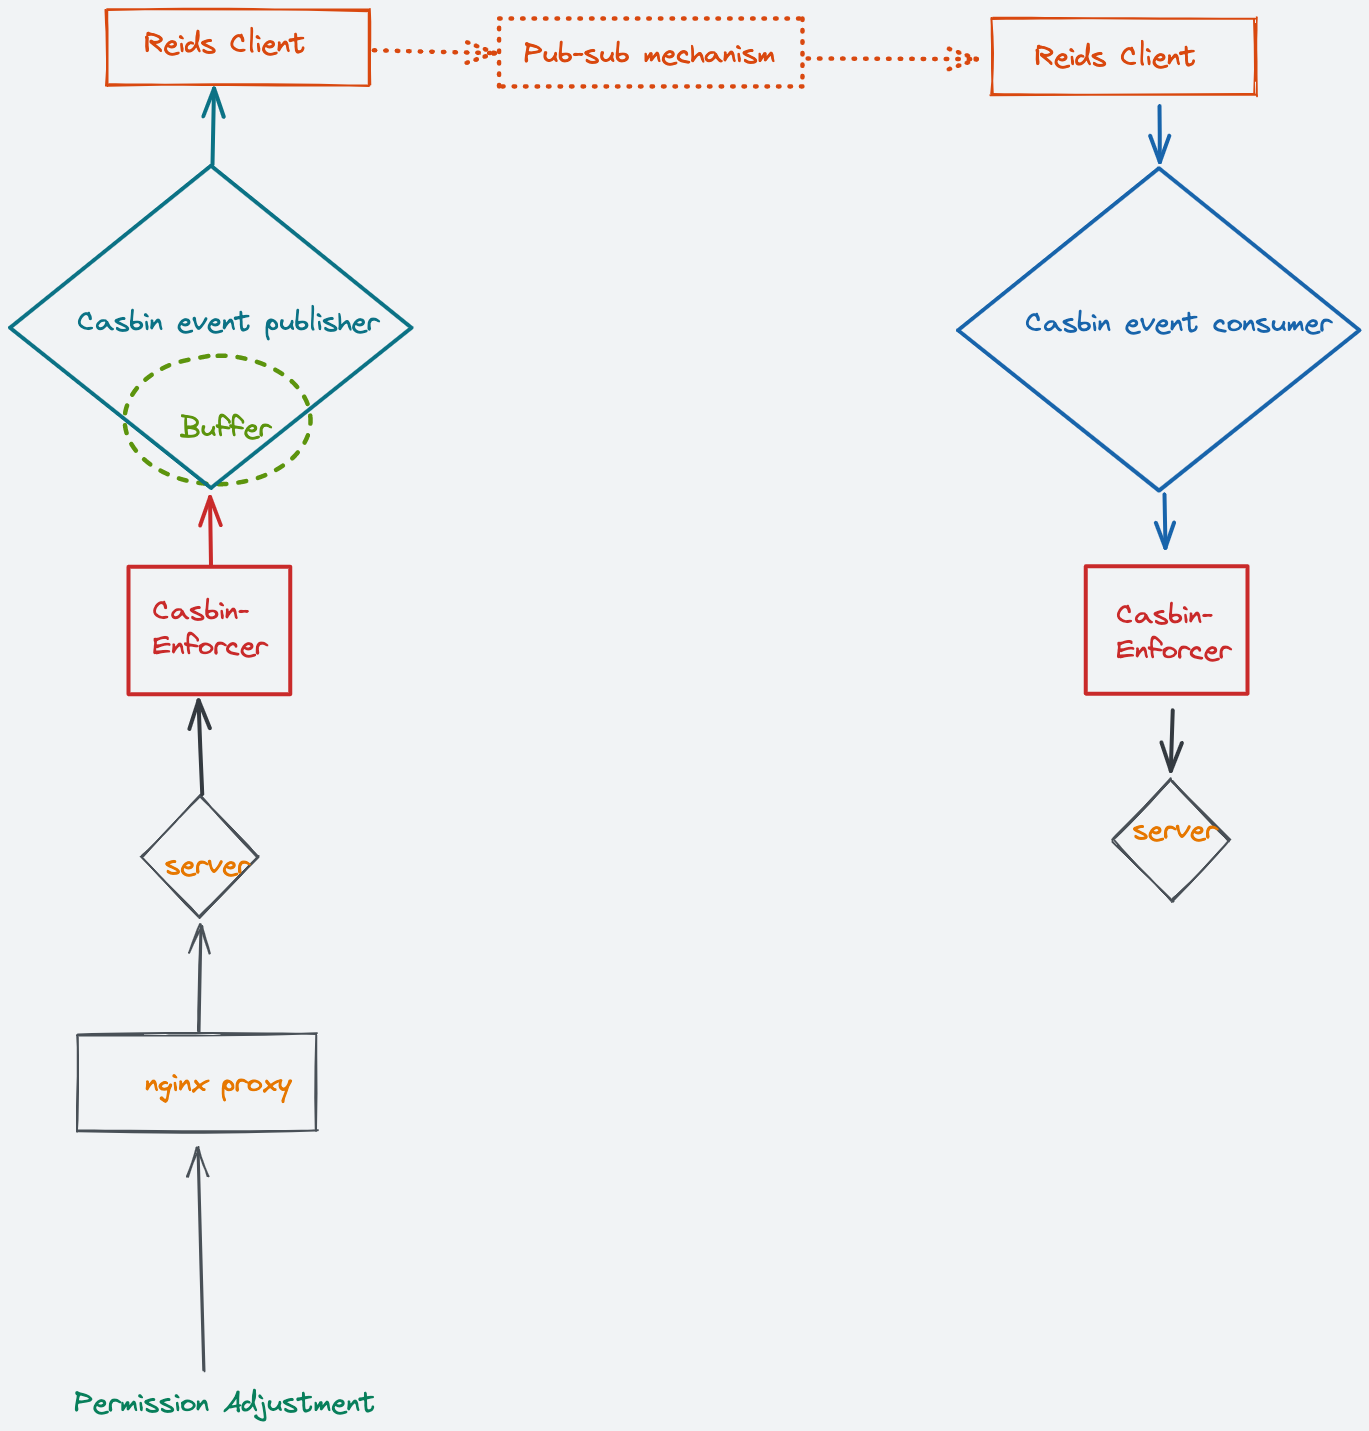 Reids Client
Pub-sub mechanism
Reids Client
Casbin event publisher
Buffer
Casbin event consumer
Casbin-
Enforcer
Casbin-
Enforcer
server
server
nginx proxy
Permission Adjustment